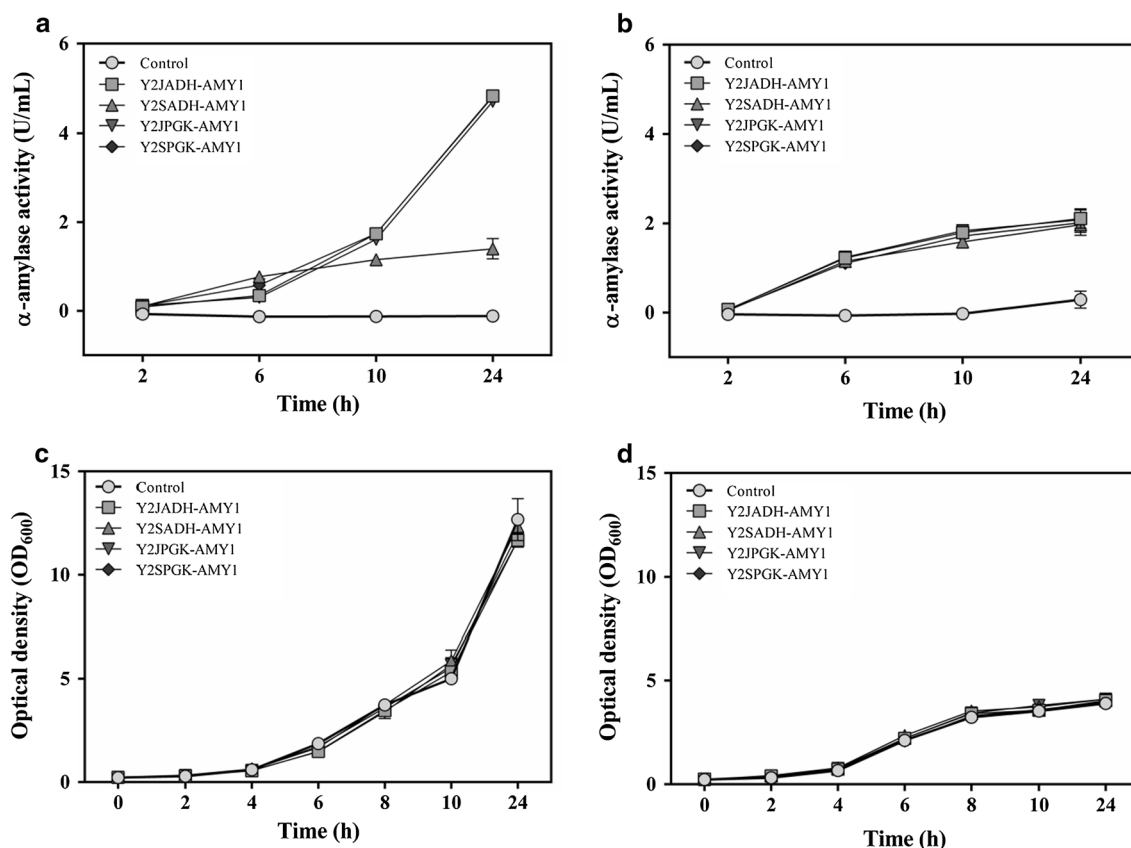 a
6
4
2
0
α-amylase activity (U/mL)
Control
Y2JADH-AMY1
Y2SADH-AMY1
Y2JPGK-AMY1
Y2SPGK-AMY1
2 6 10 24
Time (h)
b
6
4
2
0
α-amylase activity (U/mL)
Control
Y2JADH-AMY1
Y2SADH-AMY1
Y2JPGK-AMY1
Y2SPGK-AMY1
2 6 10 24
Time (h)
c
15
10
5
0
Optical density (OD600)
Control
Y2JADH-AMY1
Y2SADH-AMY1
Y2JPGK-AMY1
Y2SPGK-AMY1
0 2 4 6 8 10 24
Time (h)
d
15
10
5
0
Optical density (OD600)
Control
Y2JADH-AMY1
Y2SADH-AMY1
Y2JPGK-AMY1
Y2SPGK-AMY1
0 2 4 6 8 10 24
Time (h)